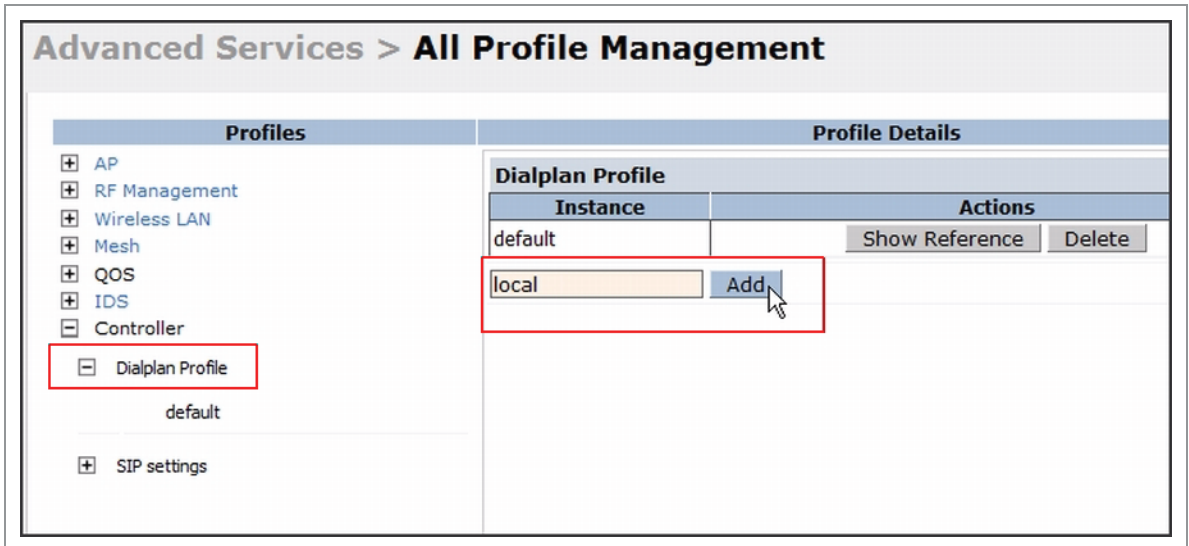 Advanced Services > All Profile Management
Profiles
AP
RF Management
Wireless LAN
Mesh
QOS
IDS
Controller
Dialplan Profile
default
SIP settings
Profile Details
Dialplan Profile
Instance Actions
default Show Reference Delete
local Add